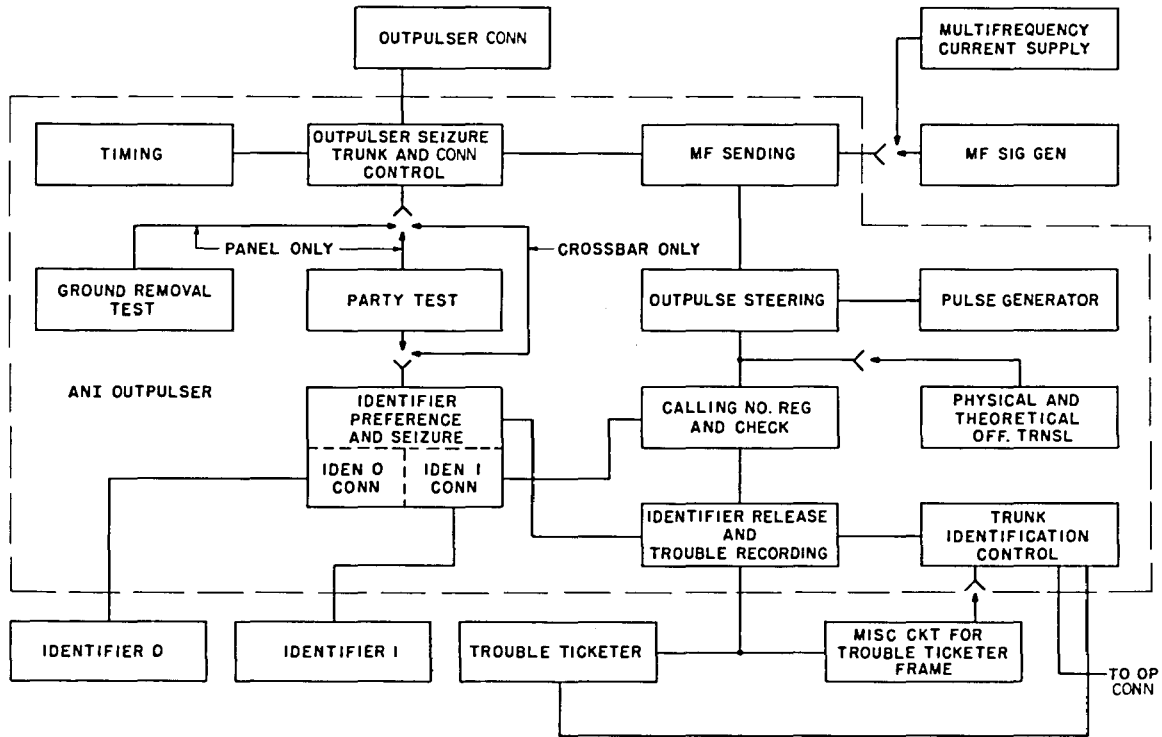 OUTPULSER CONN
MULTIFREQUENCY
CURRENT SUPPLY
TIMING
OUTPULSER SEIZURE
TRUNK AND CONN
CONTROL
MF SENDING
MF SIG GEN
PANEL ONLY
CROSSBAR ONLY
GROUND REMOVAL
TEST
PARTY TEST
OUTPULSE STEERING
PULSE GENERATOR
ANI OUTPULSER
IDENTIFIER
PREFERENCE
AND SEIZURE
IDEN 0
CONN
IDEN 1
CONN
CALLING NO. REG
AND CHECK
PHYSICAL AND
THEORETICAL
OFF. TRNSL
IDENTIFIER RELEASE
AND
TROUBLE RECORDING
TRUNK
IDENTIFICATION
CONTROL
IDENTIFIER 0
IDENTIFIER 1
TROUBLE TICKETER
MISC CKT FOR
TROUBLE TICKETER
FRAME
TO OP
CONN